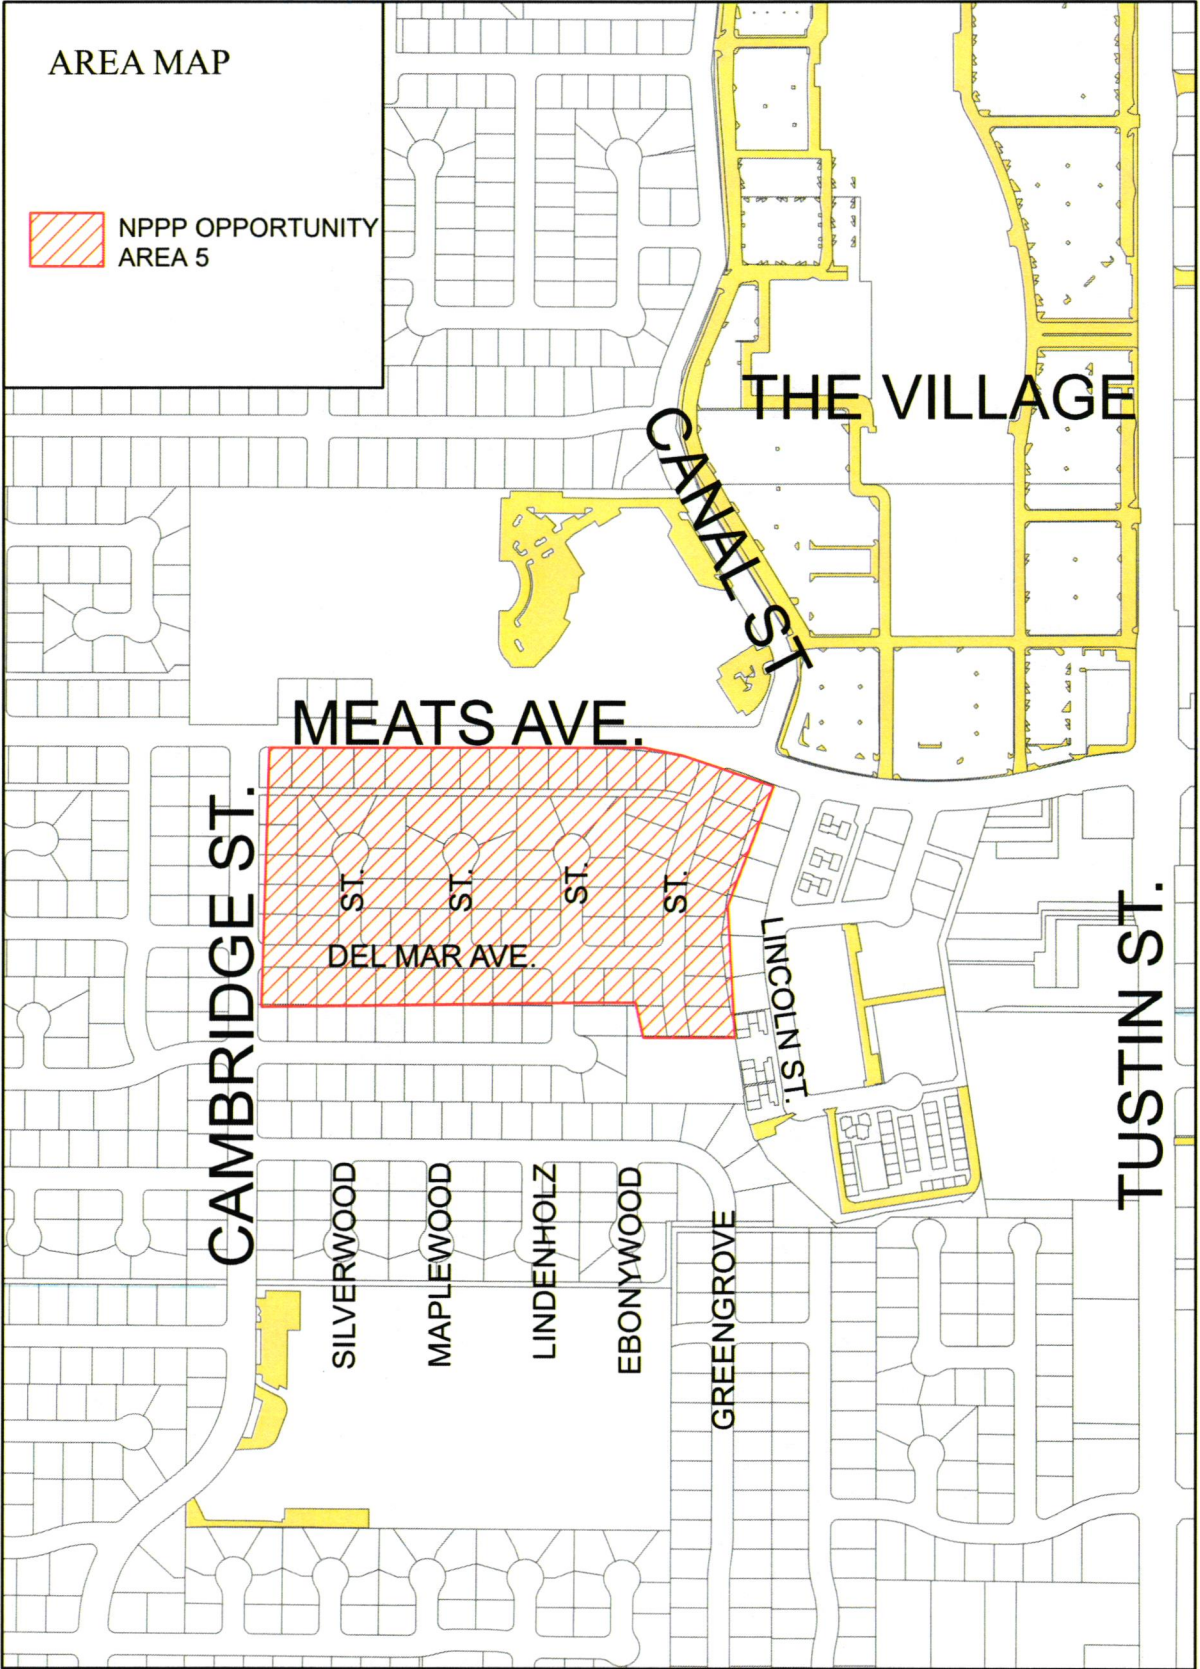 AREA MAP
NPPP OPPORTUNITY
AREA 5
THE VILLAGE
CANAL ST
MEATS AVE.
CAMBRIDGE ST.
ST.
ST.
ST.
ST.
DEL MAR AVE.
LINCOLN ST.
TUSTIN ST.
SILVERWOOD
MAPLEWOOD
LINDENHOLZ
EBONYWOOD
GREENGROVE